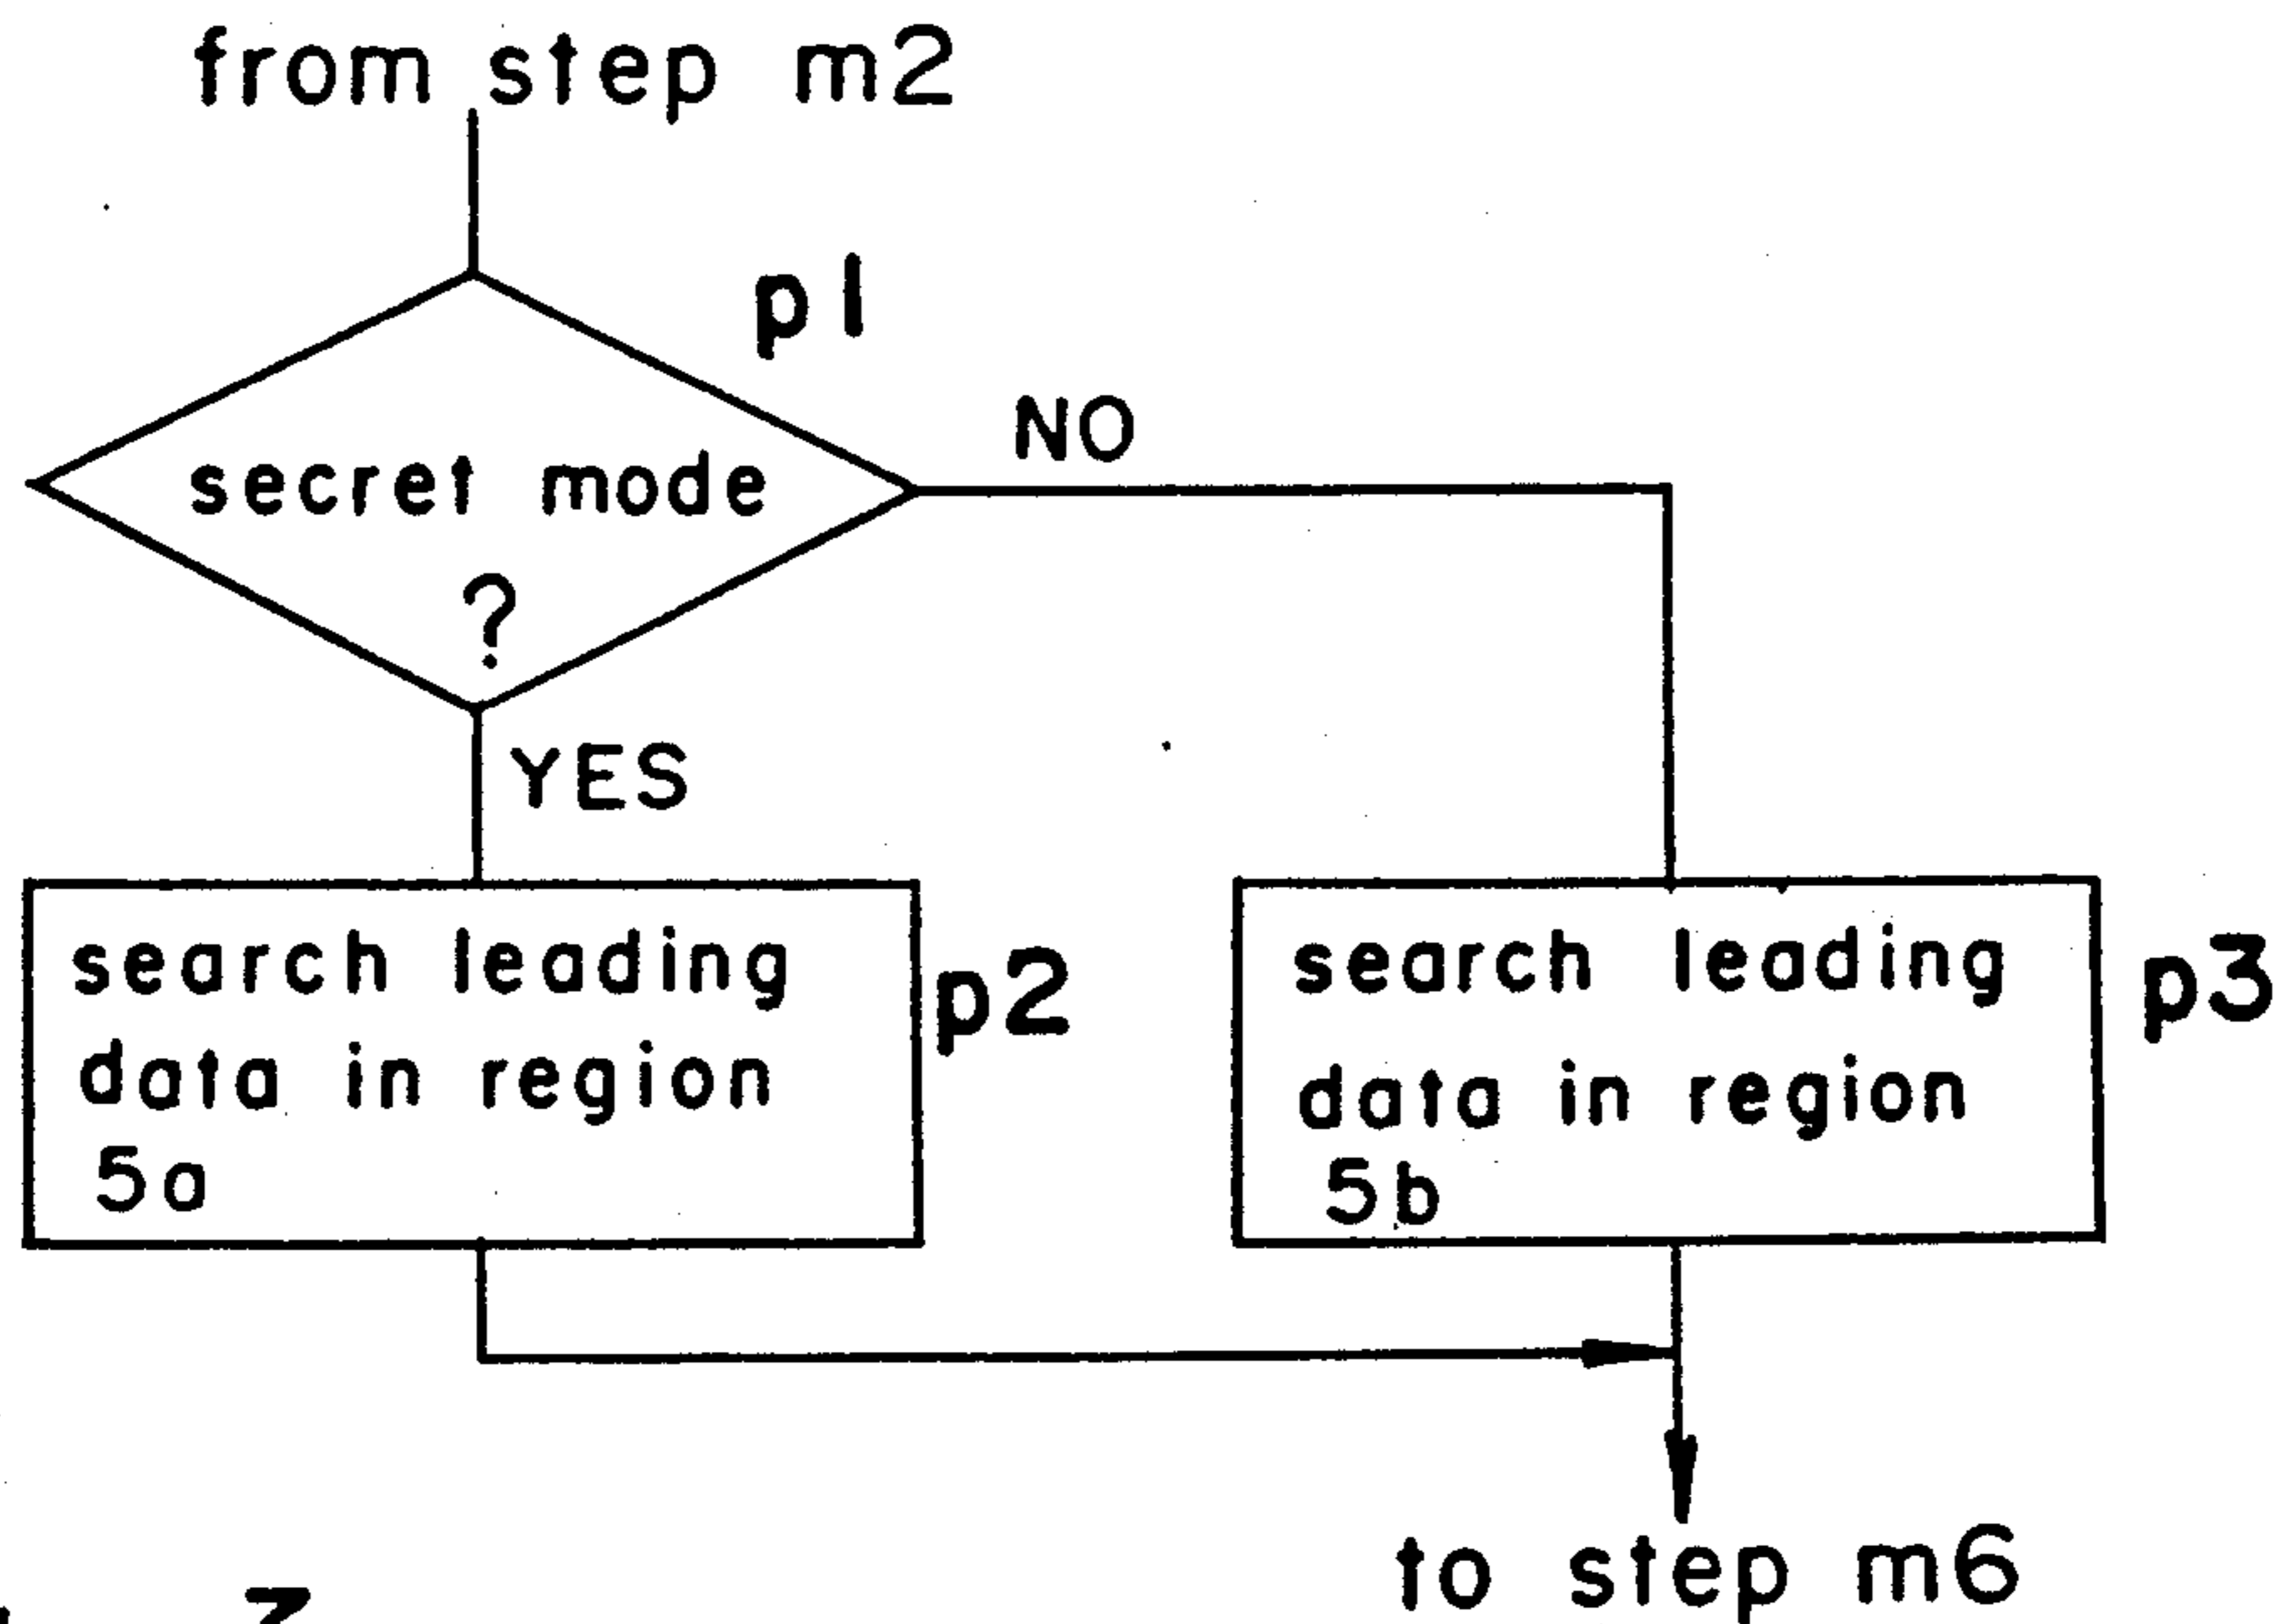 from step m2
p1
NO
secret mode
?
YES
search leading
data in region
5a
p2
search leading
data in region
5b
p3
to step m6